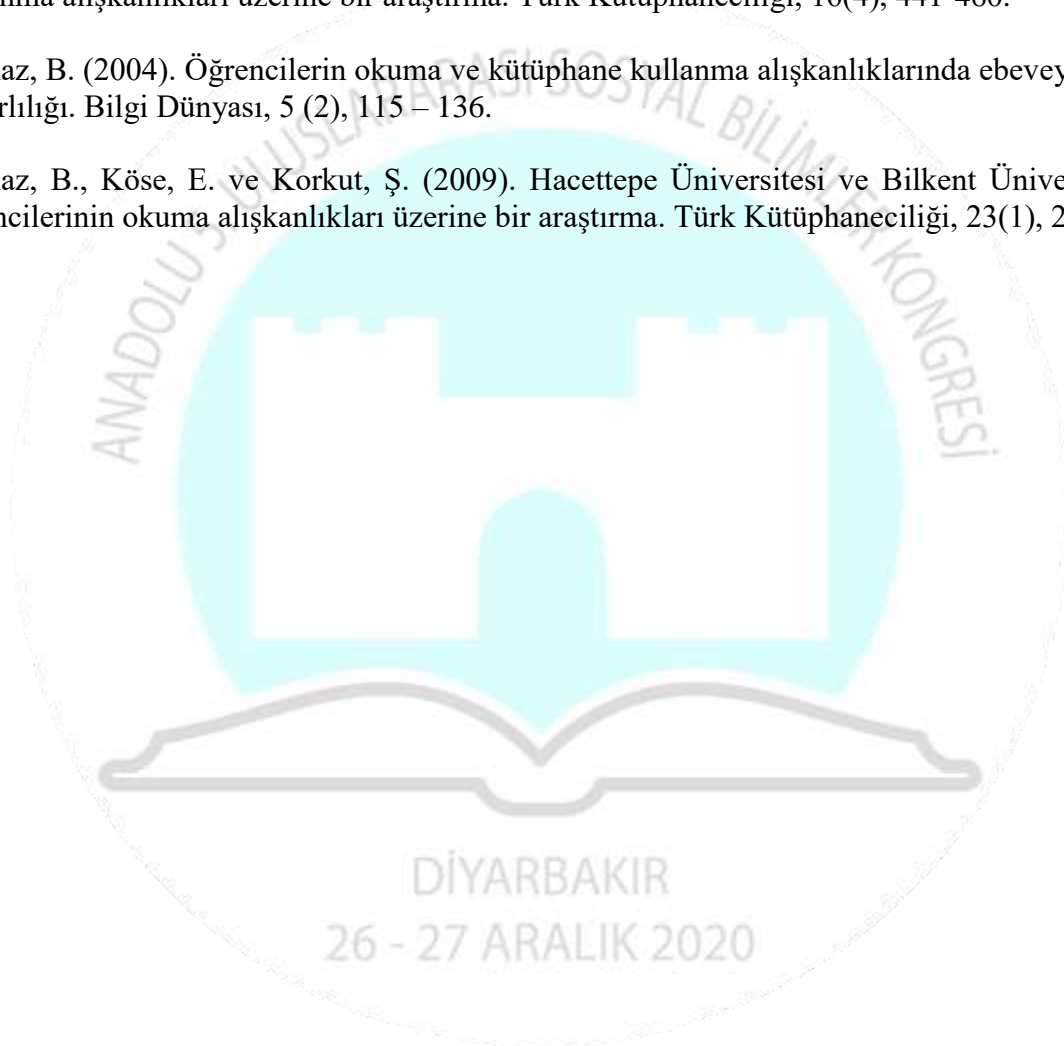 alışkanlıkları üzerine bir araştırma. Türk Kütüphaneciliği, 16(4), 441-460.
az, B. (2004). Öğrencilerin okuma ve kütüphane kullanma alışkanlıklarında ebevey
rlılığı. Bilgi Dünyası, 5 (2), 115 – 136.
az, B., Köse, E. ve Korkut, Ş. (2009). Hacettepe Üniversitesi ve Bilkent Ünive
ncilerinin okuma alışkanlıkları üzerine bir araştırma. Türk Kütüphaneciliği, 23(1), 2
ANADOLU 5. ULUSLARARASI SOSYAL BİLİMLER KONGRESİ
DİYARBAKIR
26 - 27 ARALIK 2020